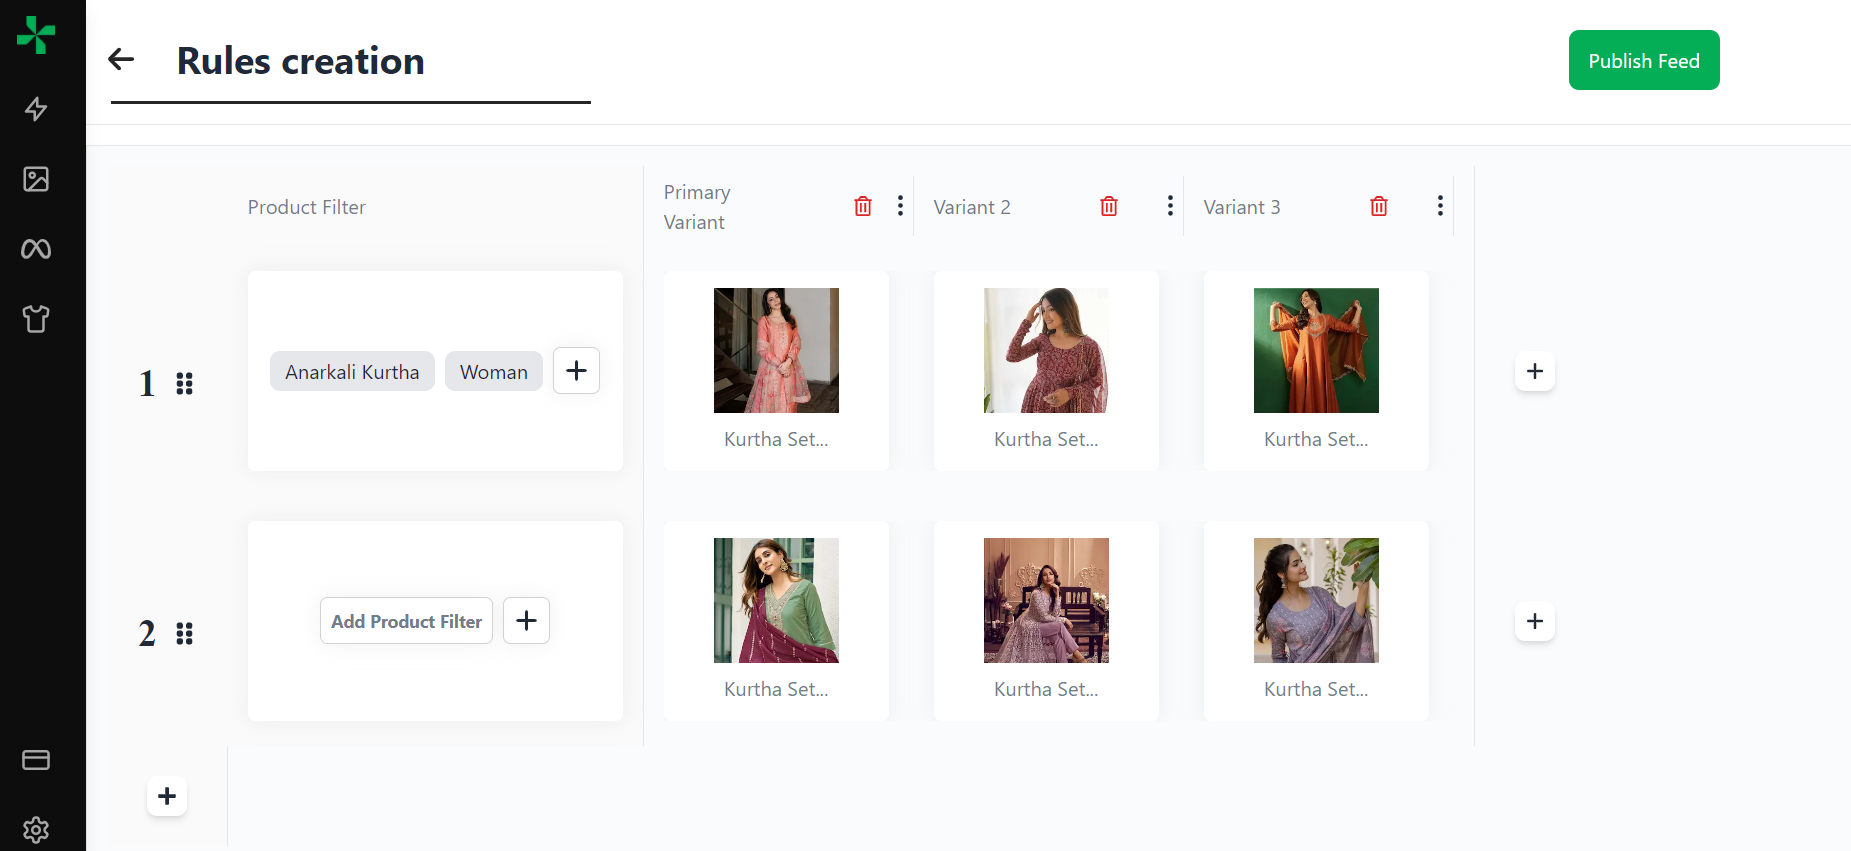 Rules creation
Publish Feed
Product Filter
Primary
Variant
Variant 2
Variant 3
1
Anarkali Kurtha
Woman
Kurtha Set...
Kurtha Set...
Kurtha Set...
2
Add Product Filter
Kurtha Set...
Kurtha Set...
Kurtha Set...